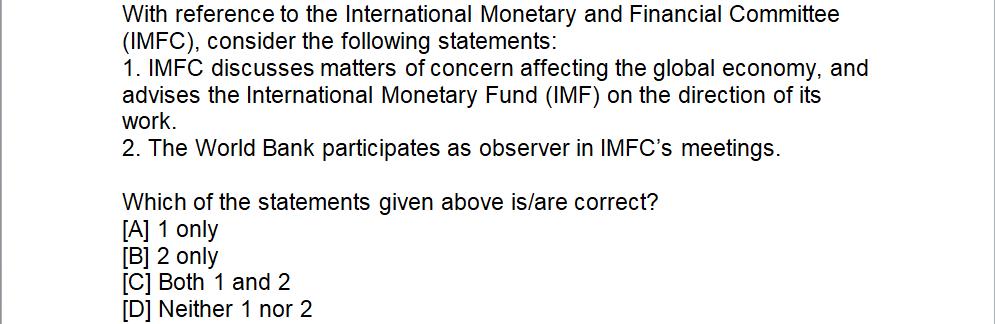 With reference to the International Monetary and Financial Committee
(IMFC), consider the following statements:
1. IMFC discusses matters of concern affecting the global economy, and
advises the International Monetary Fund (IMF) on the direction of its
work.
2. The World Bank participates as observer in IMFC’s meetings.
Which of the statements given above is/are correct?
[A] 1 only
[B] 2 only
[C] Both 1 and 2
[D] Neither 1 nor 2